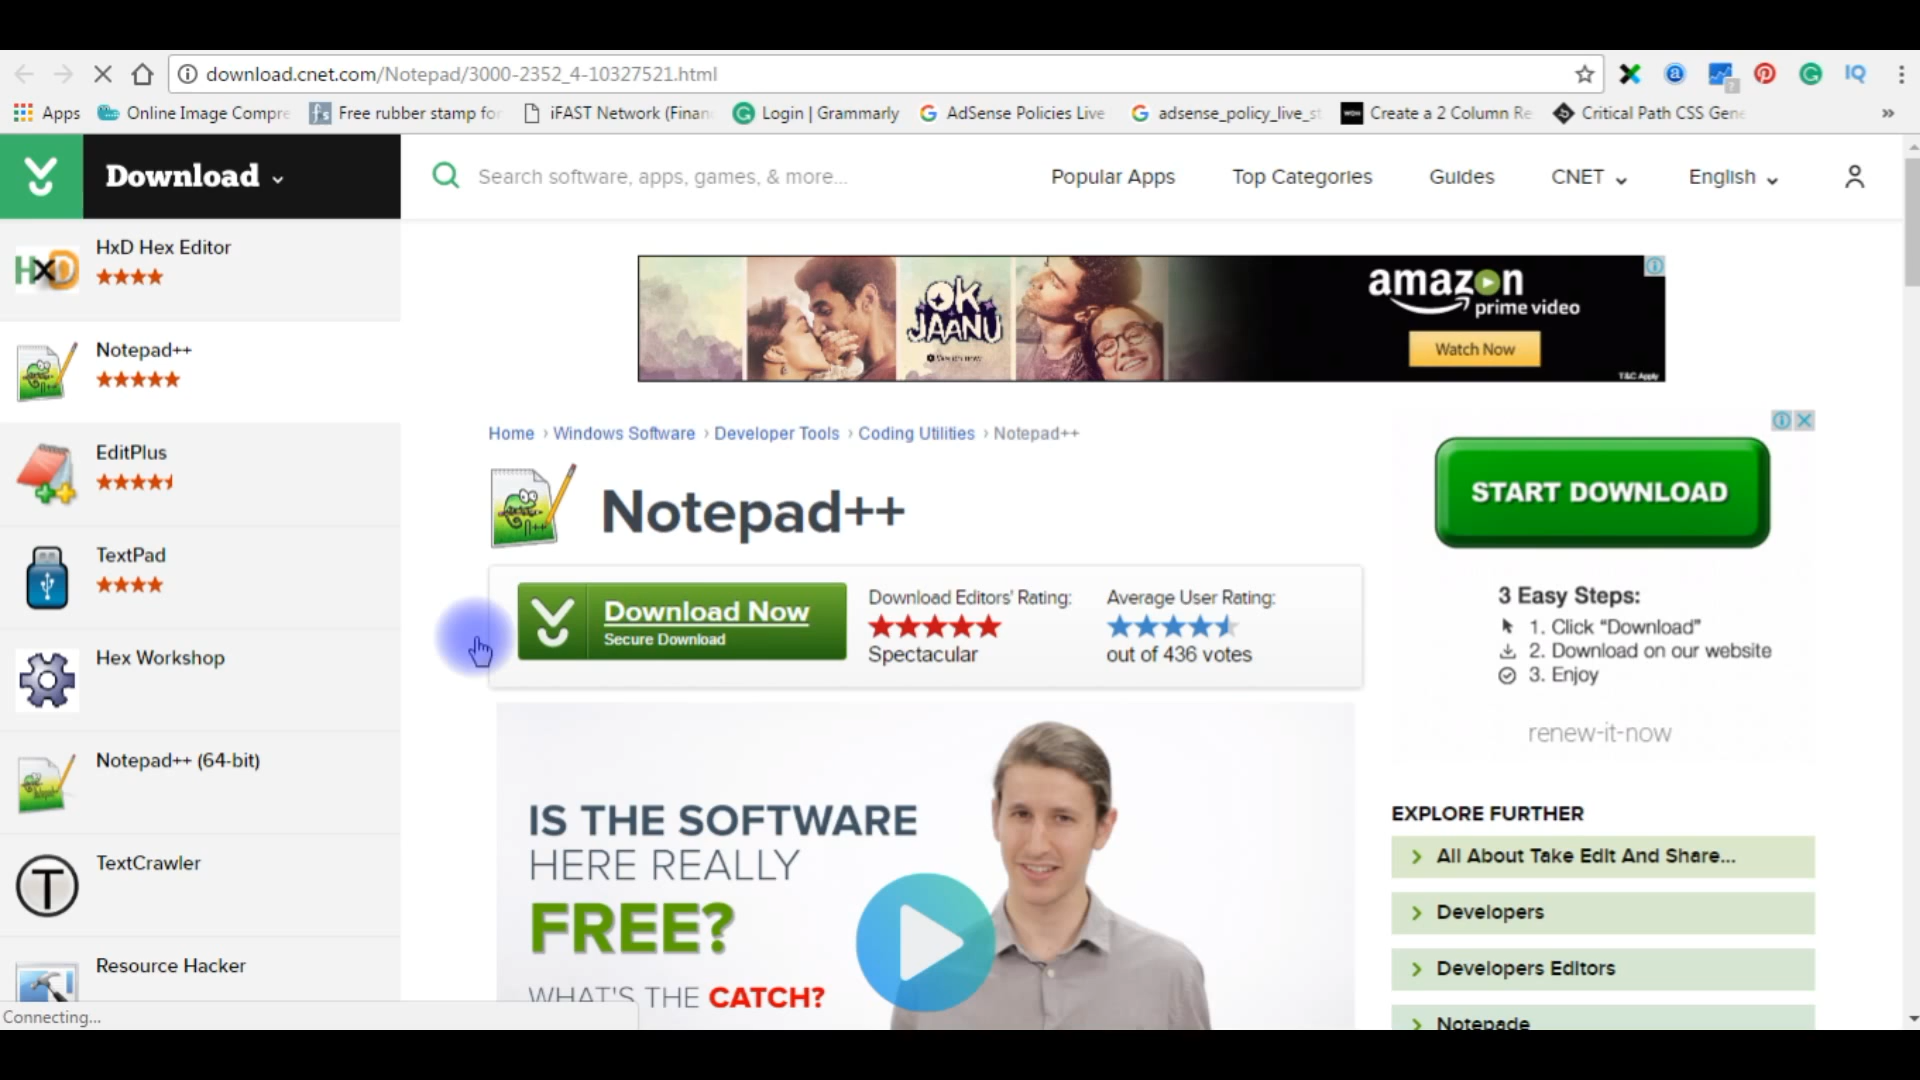 download.cnet.com/Notepad/3000-2352_4-10327521.html
Apps
Online Image Compre
Free rubber stamp fo
iFAST Network (Finan
Login | Grammarly
AdSense Policies Live
adsense_policy_live_s
Create a 2 Column Re
Critical Path CSS Gene
Download
Search software, apps, games, & more...
Popular Apps
Top Categories
Guides
CNET
English
HxD Hex Editor
Notepad++
EditPlus
TextPad
Hex Workshop
Notepad++ (64-bit)
TextCrawler
Resource Hacker
OK JAANU
Watch now
amazon
prime video
Watch Now
T&C Apply
Home › Windows Software › Developer Tools › Coding Utilities › Notepad++
Notepad++
Download Now
Secure Download
Download Editors' Rating:
Spectacular
Average User Rating:
out of 436 votes
IS THE SOFTWARE
HERE REALLY
FREE?
WHAT'S THE CATCH?
START DOWNLOAD
3 Easy Steps:
1. Click "Download"
2. Download on our website
3. Enjoy
renew-it-now
EXPLORE FURTHER
All About Take Edit And Share...
Developers
Developers Editors
Notepade
Connecting...